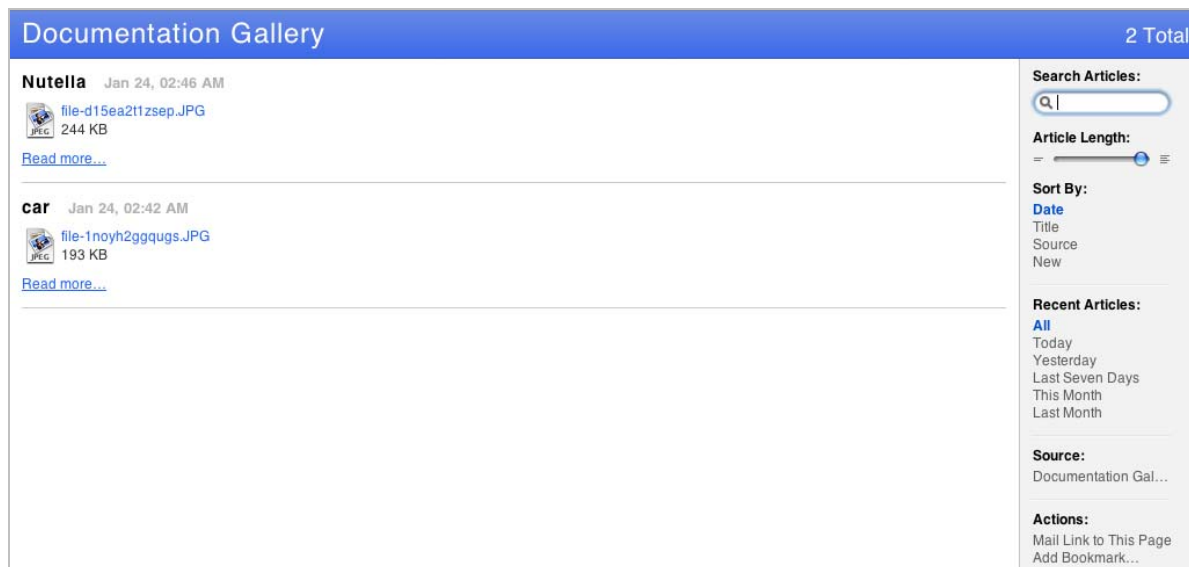 Documentation Gallery
2 Total
Nutella Jan 24, 02:46 AM
file-d15ea2t1zsep.JPG
JPEG 244 KB
Read more...
car Jan 24, 02:42 AM
file-1noyh2ggqugs.JPG
JPEG 193 KB
Read more...
Search Articles:
Article Length:
Sort By:
Date
Title
Source
New
Recent Articles:
All
Today
Yesterday
Last Seven Days
This Month
Last Month
Source:
Documentation Gal...
Actions:
Mail Link to This Page
Add Bookmark...